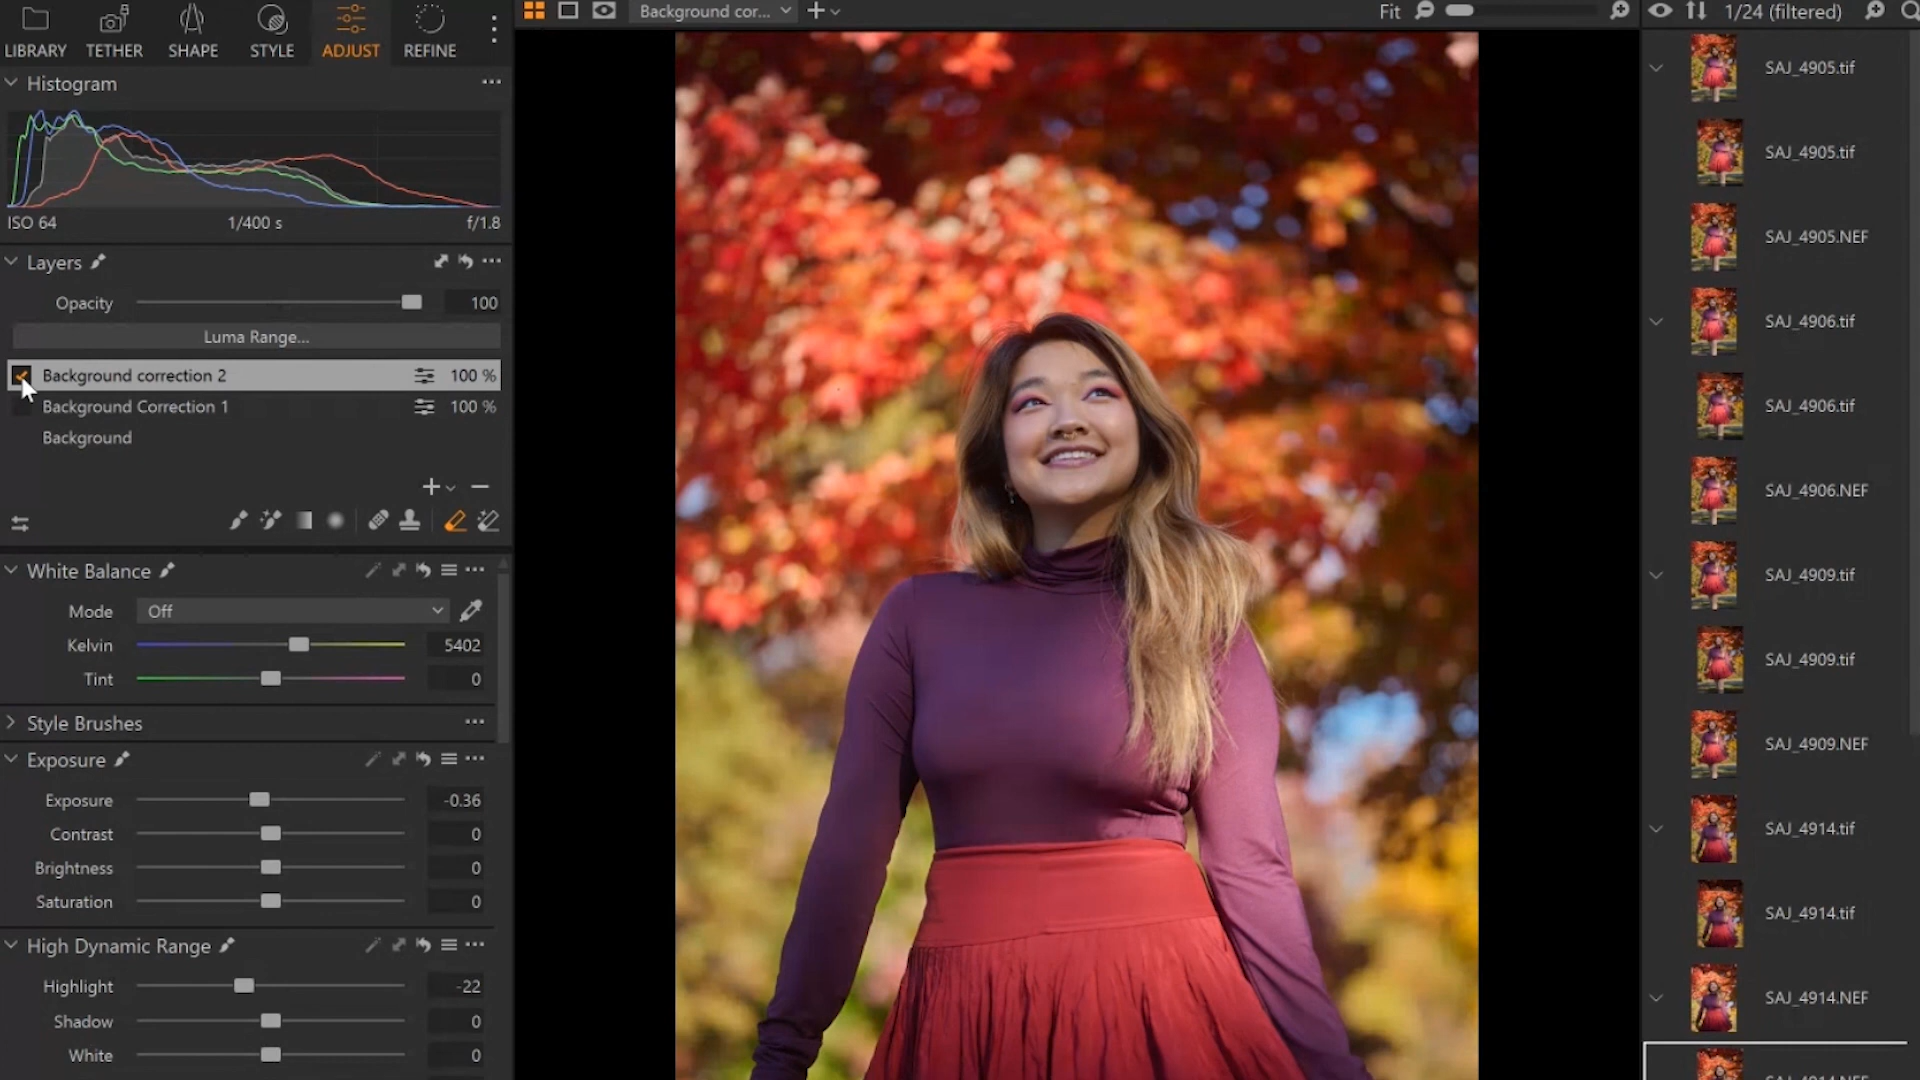 LIBRARY TETHER SHAPE STYLE ADJUST REFINE
Background cor...
Fit
1/24 (filtered)
Histogram
ISO 64 1/400 s f/1.8
Layers
Opacity 100
Luma Range...
Background correction 2 100 %
Background Correction 1 100 %
Background
White Balance
Mode Off
Kelvin 5402
Tint 0
Style Brushes
Exposure
Exposure -0.36
Contrast 0
Brightness 0
Saturation 0
High Dynamic Range
Highlight -22
Shadow 0
White 0
SAJ_4905.tif
SAJ_4905.tif
SAJ_4905.NEF
SAJ_4906.tif
SAJ_4906.tif
SAJ_4906.NEF
SAJ_4909.tif
SAJ_4909.tif
SAJ_4909.NEF
SAJ_4914.tif
SAJ_4914.tif
SAJ_4914.NEF